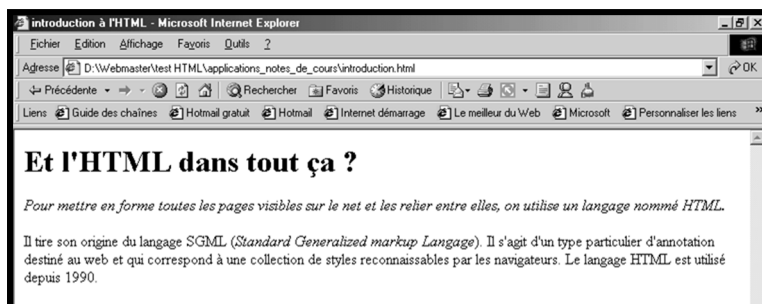 introduction à l'HTML - Microsoft Internet Explorer
Fichier Edition Affichage Favoris Outils ?
Adresse D:\Webmaster\test HTML\applications_notes_de_cours\introduction.html OK
Précédente Rechercher Favoris Historique
Liens Guide des chaînes Hotmail gratuit Hotmail Internet démarrage Le meilleur du Web Microsoft Personnaliser les liens »
Et l'HTML dans tout ça ?
Pour mettre en forme toutes les pages visibles sur le net et les relier entre elles, on utilise un langage nommé HTML.
Il tire son origine du langage SGML (Standard Generalized markup Langage). Il s'agit d'un type particulier d'annotation
destiné au web et qui correspond à une collection de styles reconnaissables par les navigateurs. Le langage HTML est utilisé
depuis 1990.